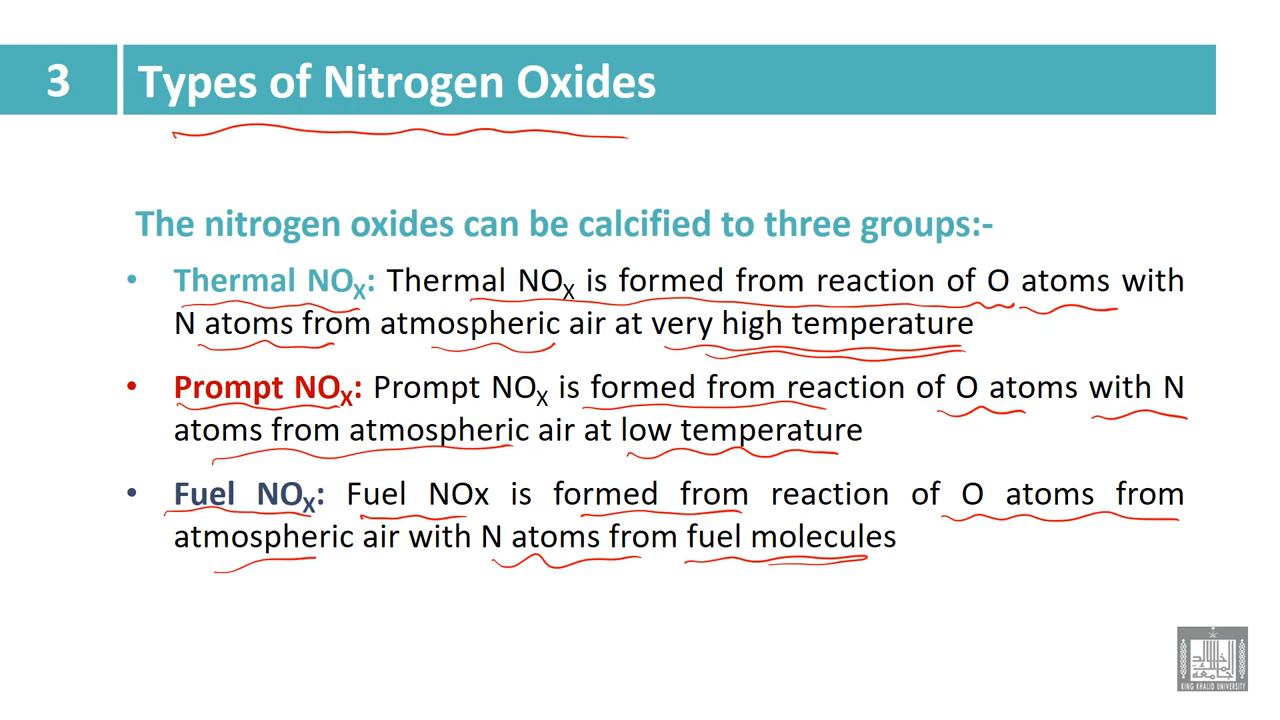 3
Types of Nitrogen Oxides
The nitrogen oxides can be calcified to three groups:-
• Thermal NOX: Thermal NOX is formed from reaction of O atoms with
N atoms from atmospheric air at very high temperature
• Prompt NOX: Prompt NOX is formed from reaction of O atoms with N
atoms from atmospheric air at low temperature
• Fuel NOX: Fuel NOx is formed from reaction of O atoms from
atmospheric air with N atoms from fuel molecules
KING KHALID UNIVERSITY